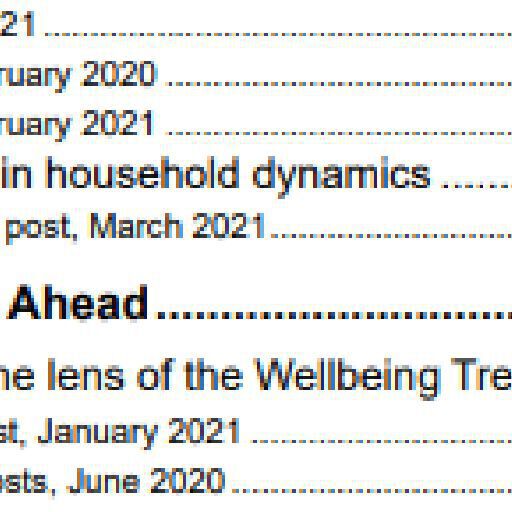 21 ........................................
ruary 2020 ........................................
ruary 2021 ........................................
in household dynamics ......
post, March 2021........................................
Ahead........................................
he lens of the Wellbeing Tre
st, January 2021 ........................................
osts, June 2020 ........................................